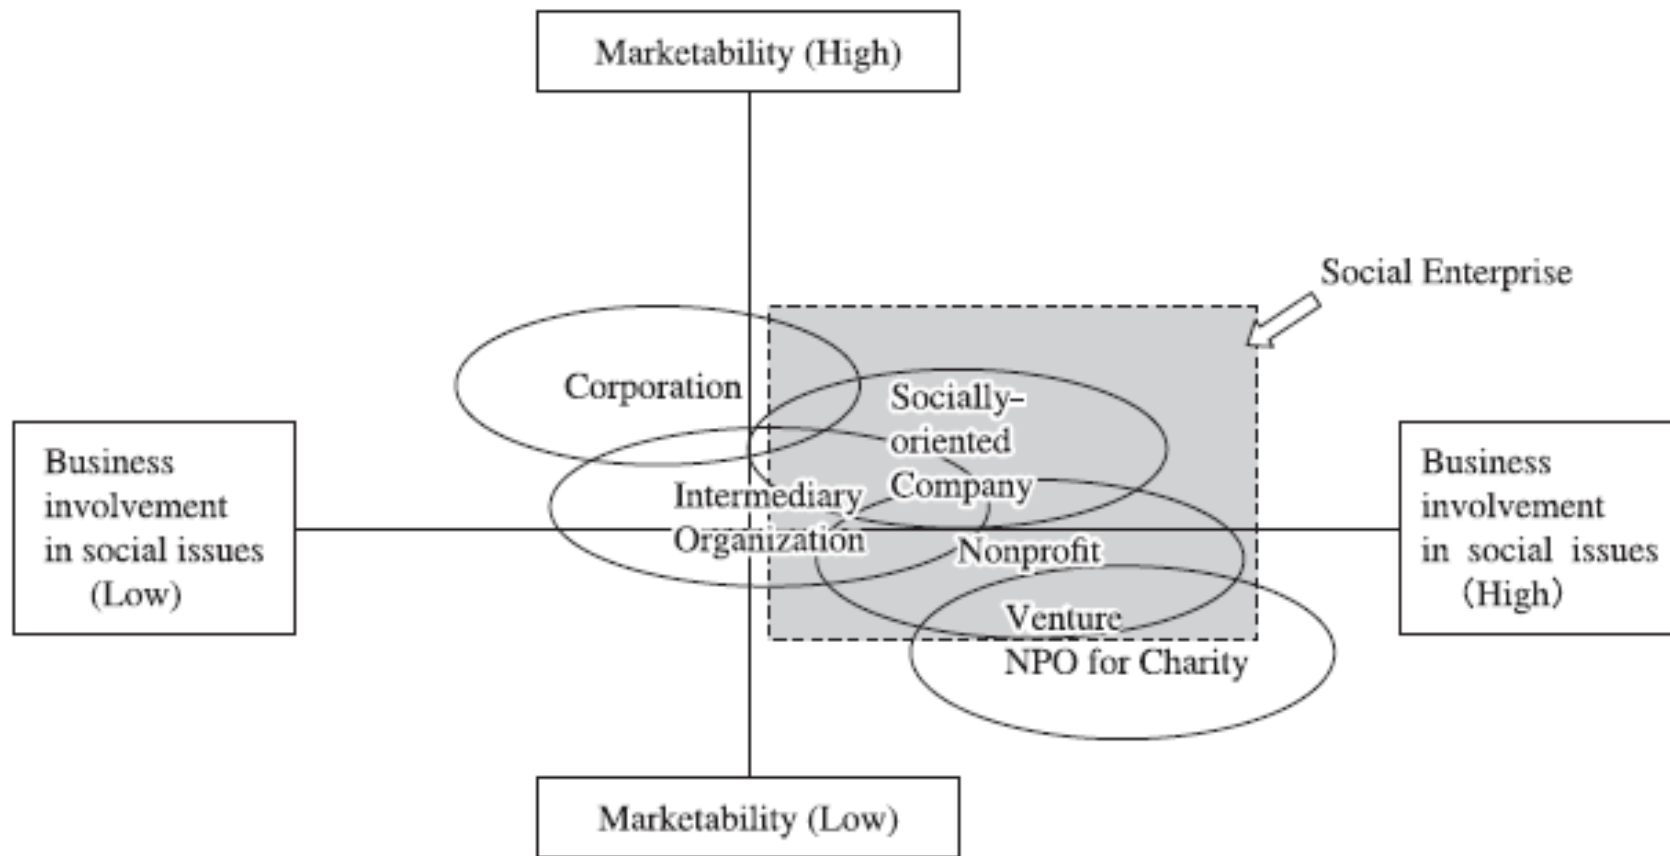 Marketability (High)
Social Enterprise
Corporation
Socially–
oriented
Company
Business
involvement
in social issues
(Low)
Intermediary
Organization
Nonprofit
Venture
NPO for Charity
Business
involvement
in social issues
(High)
Marketability (Low)